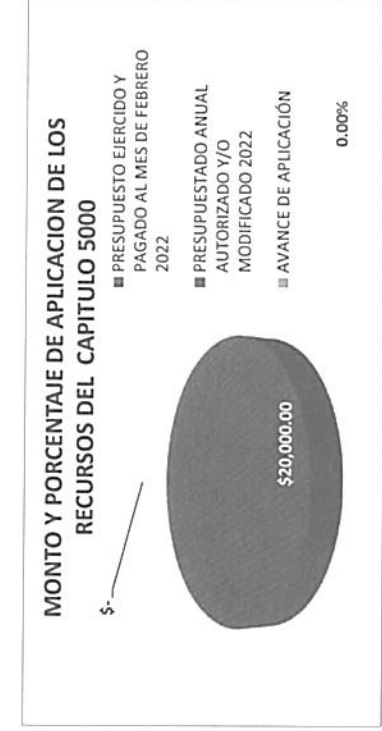 MONTO Y PORCENTAJE DE APLICACION DE LOS
RECURSOS DEL CAPITULO 5000
$-
$20,000.00
PRESUPUESTO EJERCIDO Y
PAGADO AL MES DE FEBRERO
2022
PRESUPUESTADO ANUAL
AUTORIZADO Y/O
MODIFICADO 2022
AVANCE DE APLICACIÓN
0.00%